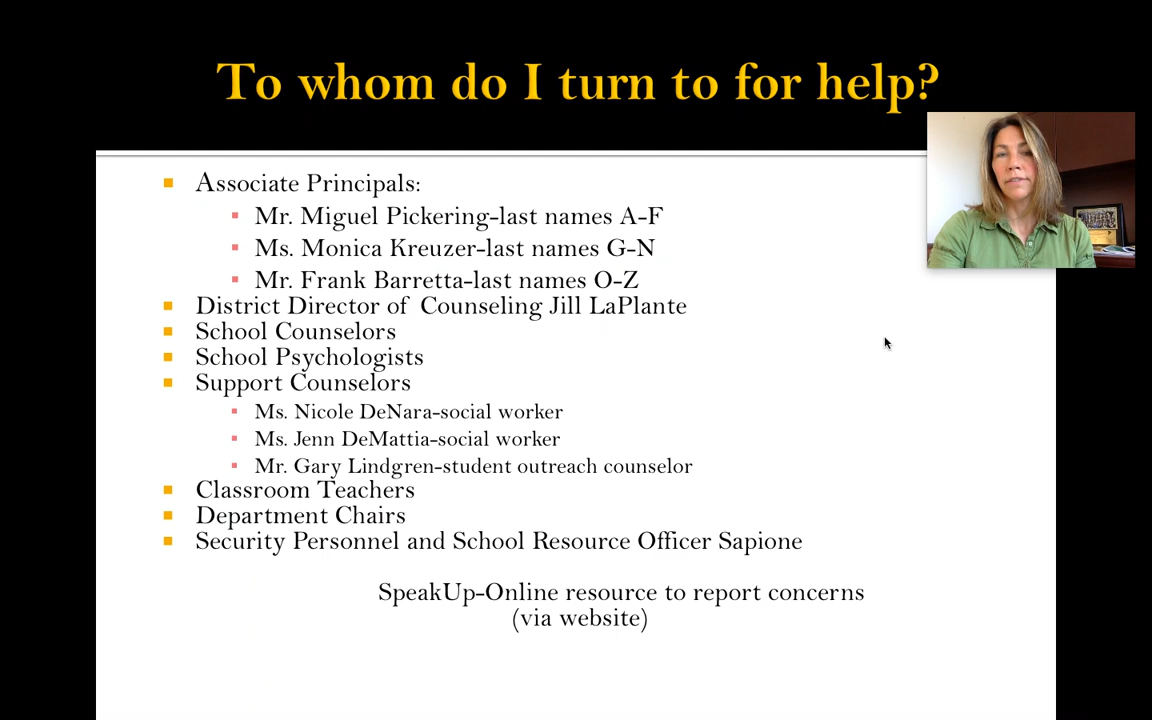 To whom do I turn to for help?
Associate Principals:
Mr. Miguel Pickering-last names A-F
Ms. Monica Kreuzer-last names G-N
Mr. Frank Barretta-last names O-Z
District Director of Counseling Jill LaPlante
School Counselors
School Psychologists
Support Counselors
Ms. Nicole DeNara-social worker
Ms. Jenn DeMattia-social worker
Mr. Gary Lindgren-student outreach counselor
Classroom Teachers
Department Chairs
Security Personnel and School Resource Officer Sapione
SpeakUp-Online resource to report concerns
(via website)